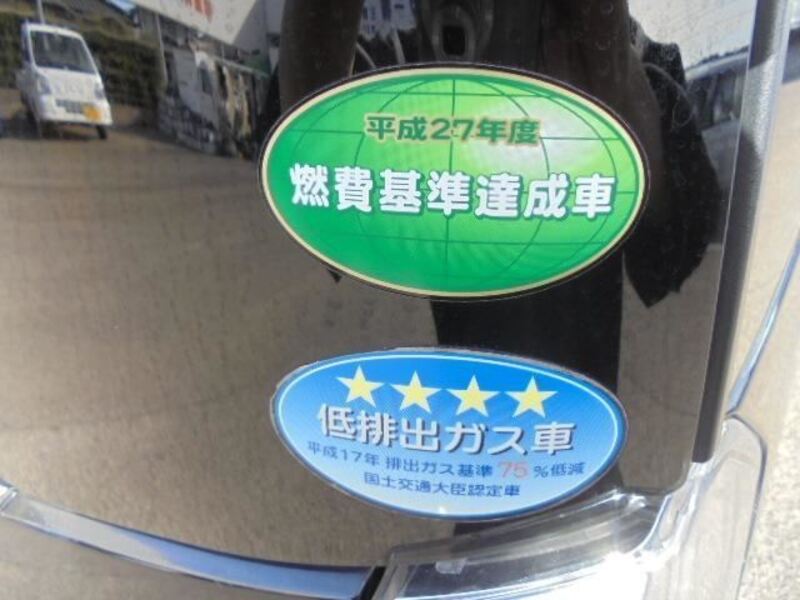 平成27年度
燃費基準達成車
低排出ガス車
平成17年 排出ガス基準 75 %低減
国土交通大臣認定車